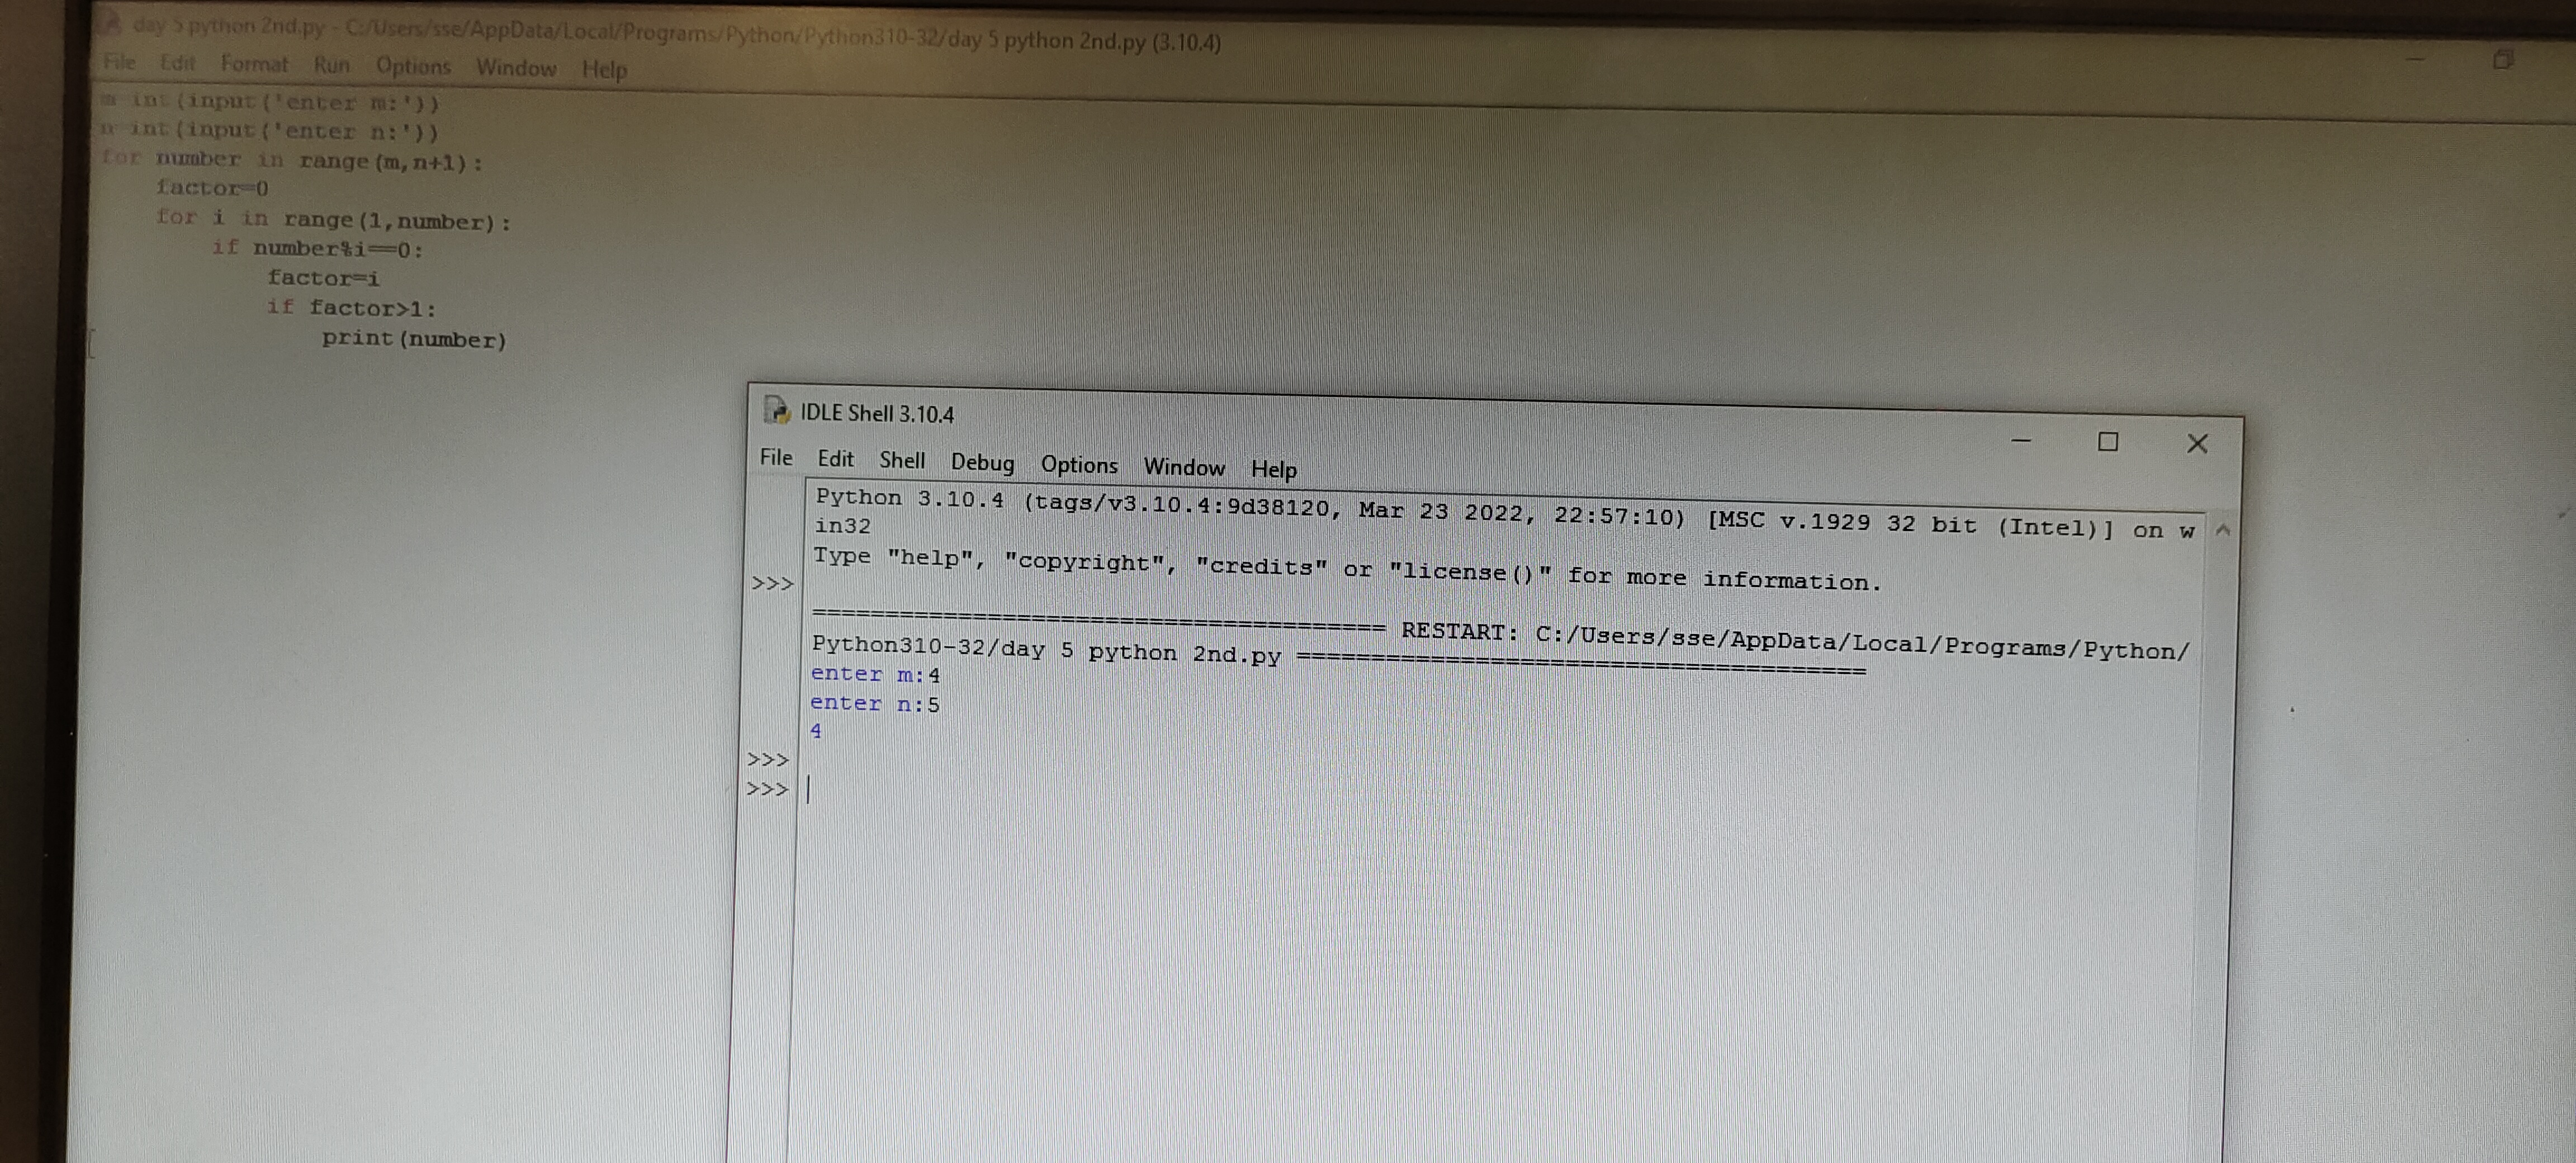 day 5 python 2nd.py - C:/Users/sse/AppData/Local/Programs/Python/Python310-32/day 5 python 2nd.py (3.10.4)
File Edit Format Run Options Window Help
m=int(input('enter m:'))
n=int(input('enter n:'))
for number in range(m,n+1):
    factor=0
    for i in range(1,number):
        if number%i==0:
            factor=i
            if factor>1:
                print(number)
IDLE Shell 3.10.4
File Edit Shell Debug Options Window Help
Python 3.10.4 (tags/v3.10.4:9d38120, Mar 23 2022, 22:57:10) [MSC v.1929 32 bit (Intel)] on w
in32
Type "help", "copyright", "credits" or "license()" for more information.
>>>
======================================= RESTART: C:/Users/sse/AppData/Local/Programs/Python/
Python310-32/day 5 python 2nd.py =======================================
enter m:4
enter n:5
4
>>>
>>>